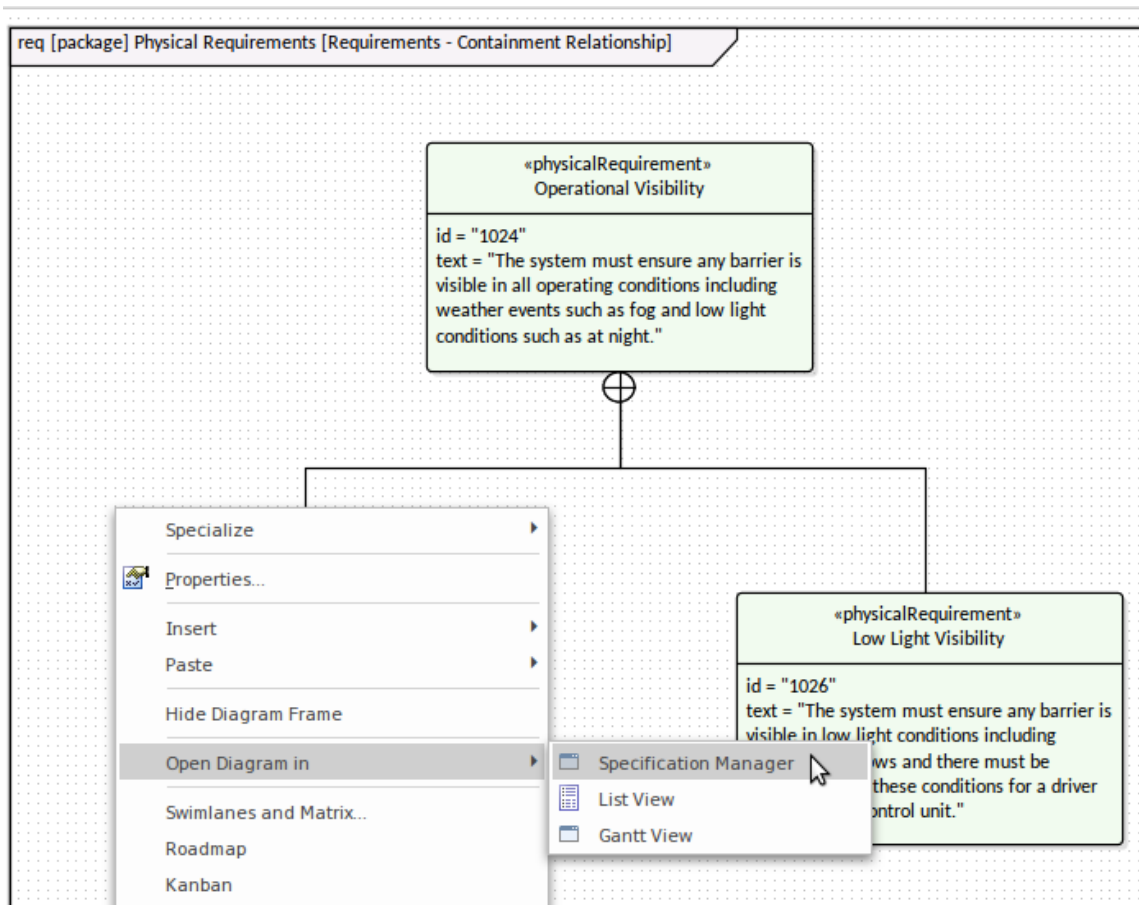 req [package] Physical Requirements [Requirements - Containment Relationship]
«physicalRequirement»
Operational Visibility
id = "1024"
text = "The system must ensure any barrier is
visible in all operating conditions including
weather events such as fog and low light
conditions such as at night."
Specialize
Properties...
Insert
Paste
Hide Diagram Frame
Open Diagram in
Swimlanes and Matrix...
Roadmap
Kanban
Specification Manager
List View
Gantt View
«physicalRequirement»
Low Light Visibility
id = "1026"
text = "The system must ensure any barrier is
visible in low light conditions including
and there must be
these conditions for a driver
unit."